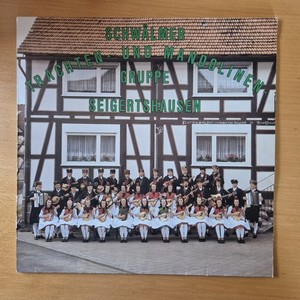 SCHWÄLMER
TRACHTEN UND MANDOLINEN
GRUPPE
SEIGERTSHAUSEN